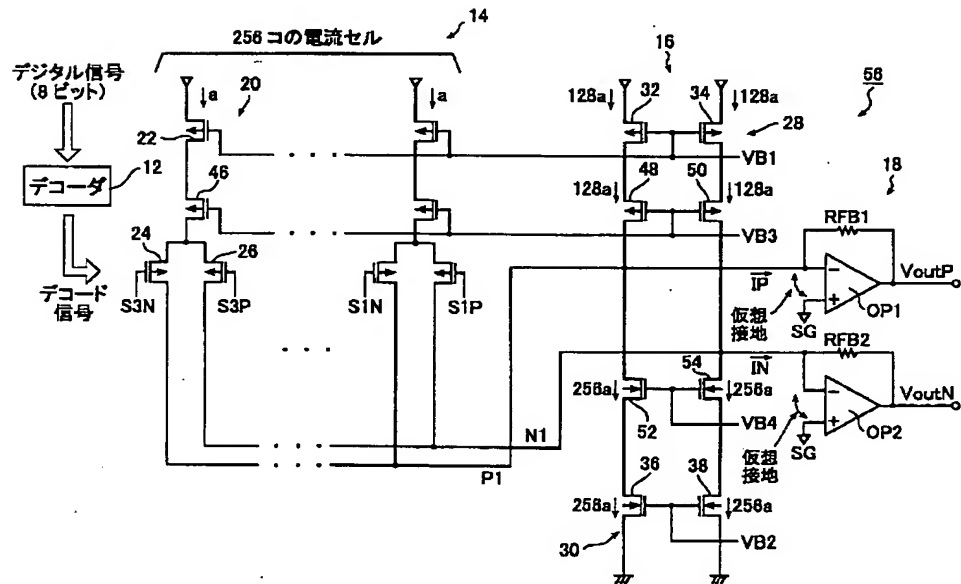 256コの電流セル
14
デジタル信号
(8ビット)
a
20
a
16
56
128a
32
34
128a
28
22
VB1
12
デコーダ
46
128a
48
50
128a
18
VB3
RFB1
24
26
IP
VoutP
S3N
S3P
S1N
S1P
デコード
信号
仮想
接地
SG
OP1
RFB2
IN
54
VoutN
256a
256a
52
VB4
N1
仮想
接地
SG
OP2
P1
36
38
256a
256a
30
VB2